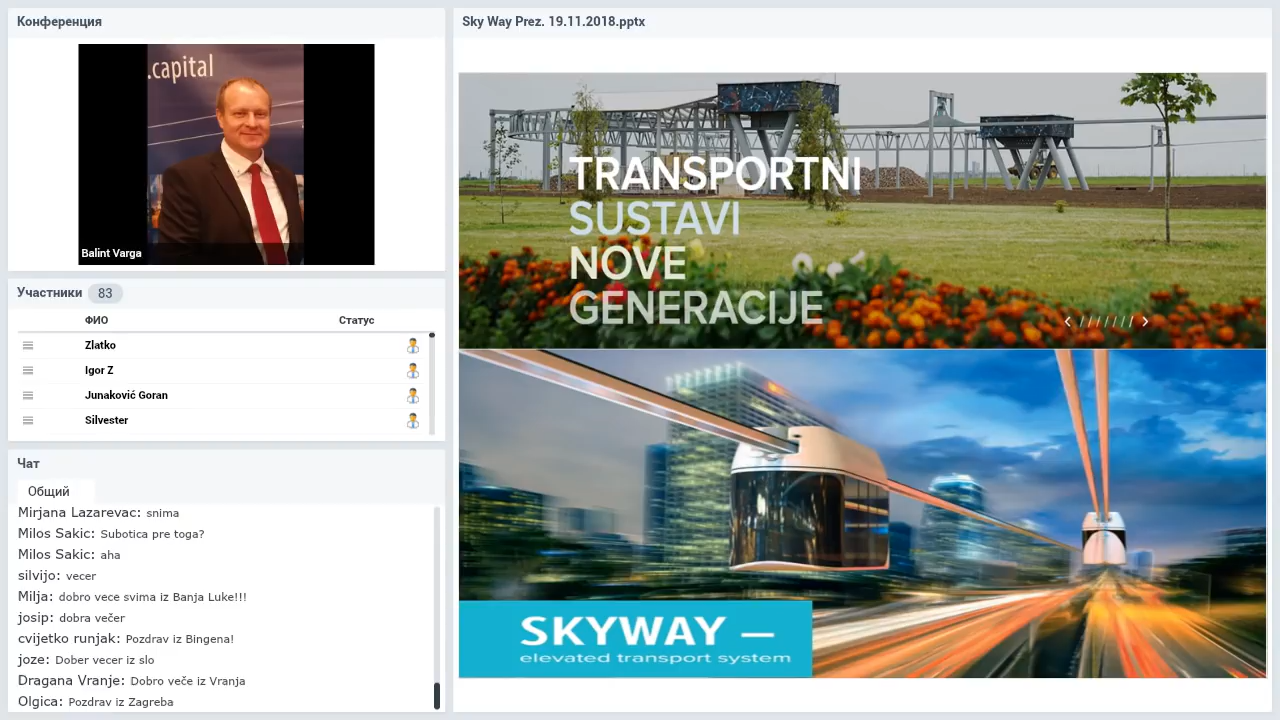 Конференция
.capital
Balint Varga
Участники 83
ФИО Статус
Zlatko
Igor Z
Junaković Goran
Silvester
Чат
Общий
Mirjana Lazarevac: snima
Milos Sakic: Subotica pre toga?
Milos Sakic: aha
silvijo: vecer
Milja: dobro vece svima iz Banja Luke!!!
josip: dobra večer
cvijetko runjak: Pozdrav iz Bingena!
joze: Dober vecer iz slo
Dragana Vranje: Dobro veče iz Vranja
Olgica: Pozdrav iz Zagreba
Sky Way Prez. 19.11.2018.pptx
TRANSPORTNI
SUSTAVI
NOVE
GENERACIJE
SKYWAY —
elevated transport system